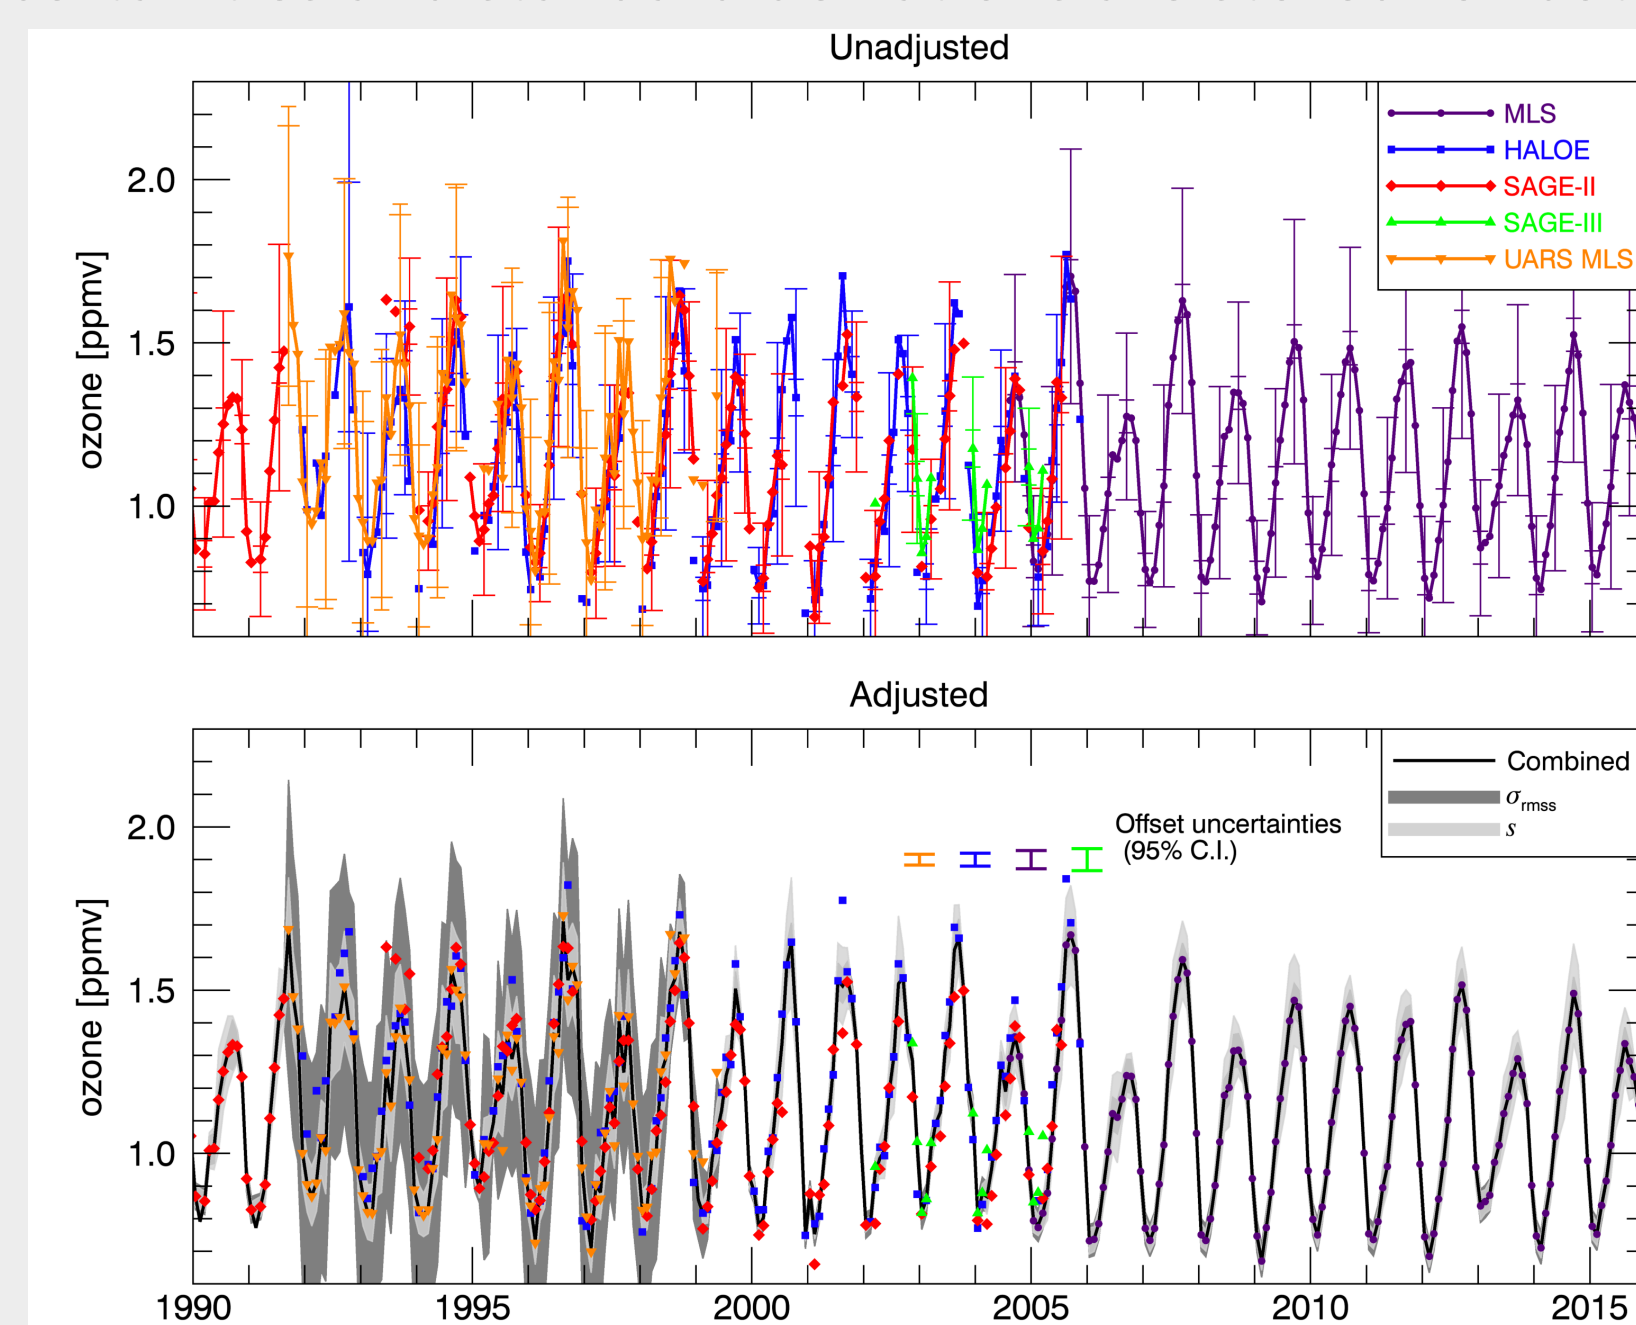 Unadjusted
MLS
HALOE
SAGE-II
SAGE-III
UARS MLS
2.0
1.5
1.0
ozone [ppmv]
Adjusted
Combined
σrmss
s
Offset uncertainties
(95% C.I.)
2.0
1.5
1.0
ozone [ppmv]
1990 1995 2000 2005 2010 2015